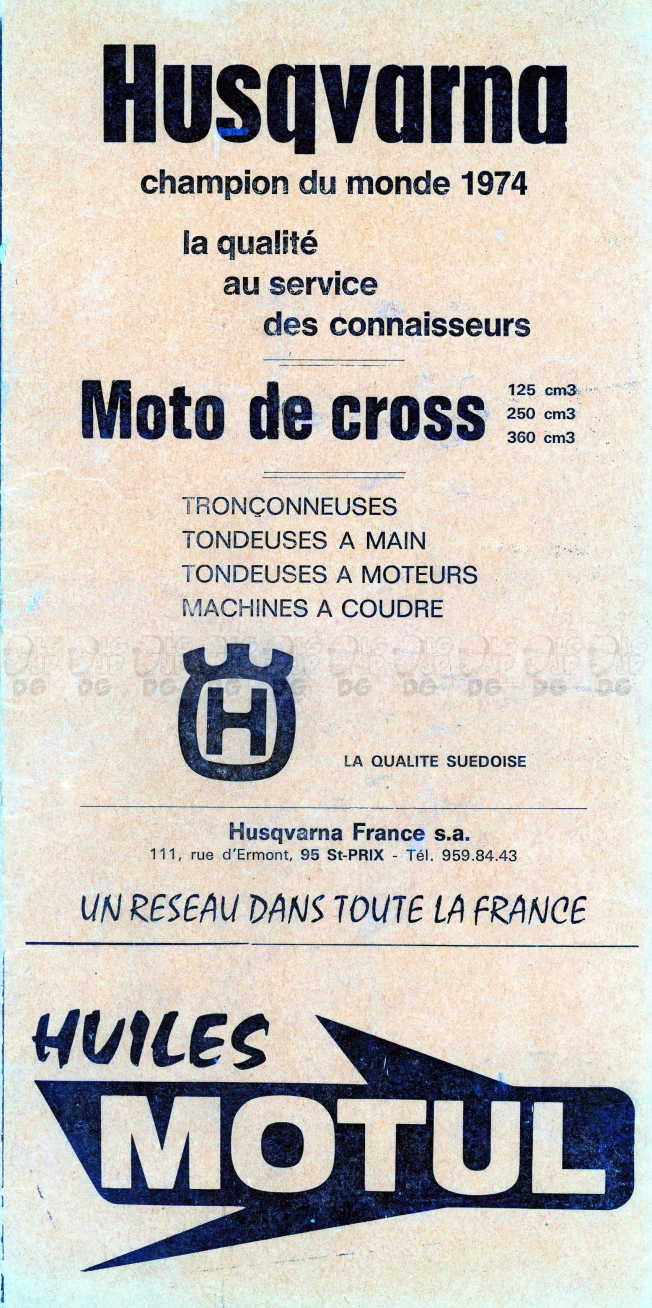 Husqvarna
champion du monde 1974
la qualité
au service
des connaisseurs
Moto de cross
125 cm3
250 cm3
360 cm3
TRONÇONNEUSES
TONDEUSES A MAIN
TONDEUSES A MOTEURS
MACHINES A COUDRE
H
LA QUALITE SUEDOISE
Husqvarna France s.a.
111, rue d'Ermont, 95 St-PRIX - Tél. 959.84.43
UN RESEAU DANS TOUTE LA FRANCE
HUILES
MOTUL